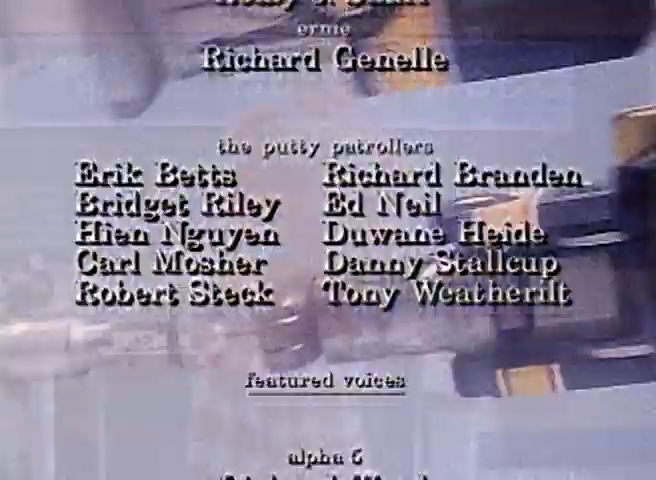 ernie
Richard Genelle
the putty patrollers
Erik Betts Richard Branden
Bridget Riley Ed Neil
Hien Nguyen Duwane Heide
Carl Mosher Danny Stallcup
Robert Steck Tony Weatherilt
featured voices
alpha 5